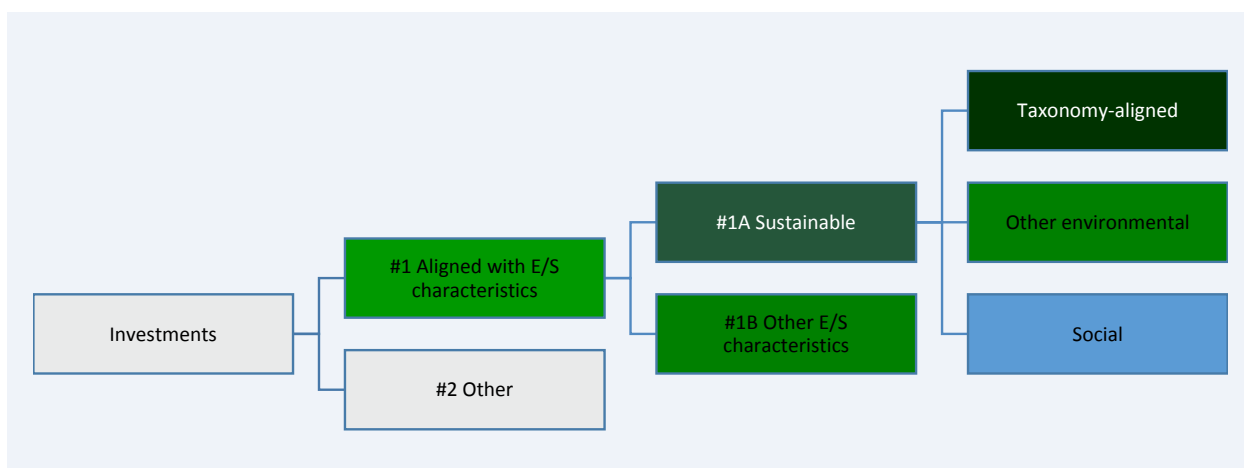 Investments
#1 Aligned with E/S
characteristics
#2 Other
#1A Sustainable
#1B Other E/S
characteristics
Taxonomy-aligned
Other environmental
Social